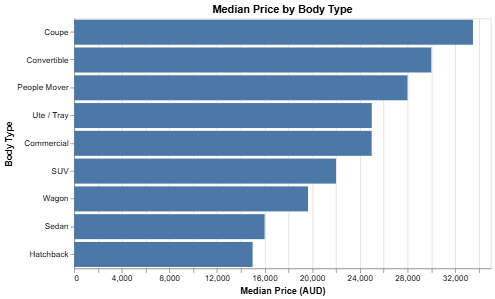 Median Price by Body Type
Coupe
Convertible
People Mover
Ute / Tray
Commercial
SUV
Wagon
Sedan
Hatchback
Body Type
0 4,000 8,000 12,000 16,000 20,000 24,000 28,000 32,000
Median Price (AUD)